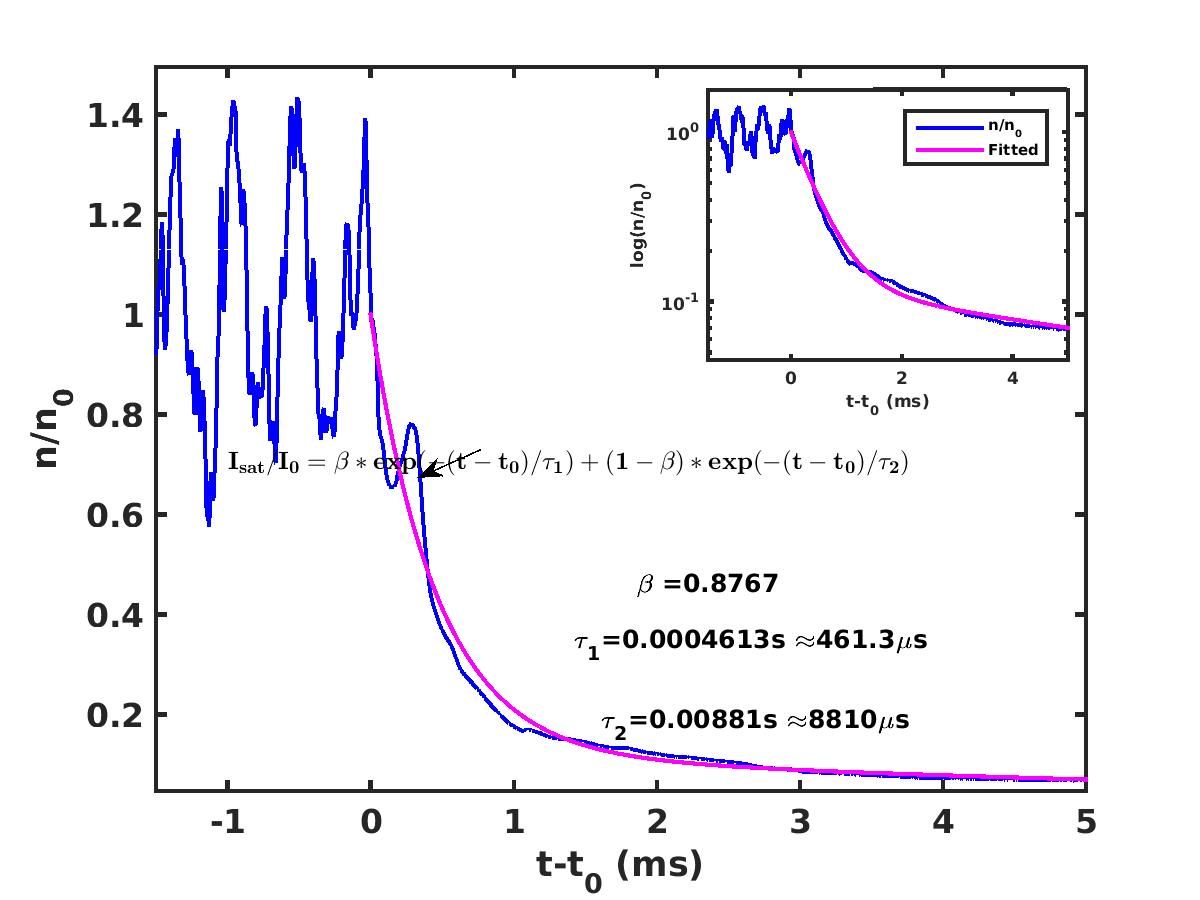 1.4
1.2
1
0.8
0.6
0.4
0.2
n/n0
-1 0 1 2 3 4 5
t-t0 (ms)
10^0
10^-1
log(n/n0)
0 2 4
t-t0 (ms)
n/n0
Fitted
Isat/I0 = β ∗ exp(−(t − t0)/τ1) + (1 − β) ∗ exp(−(t − t0)/τ2)
β =0.8767
τ1=0.0004613s ≈461.3μs
τ2=0.00881s ≈8810μs